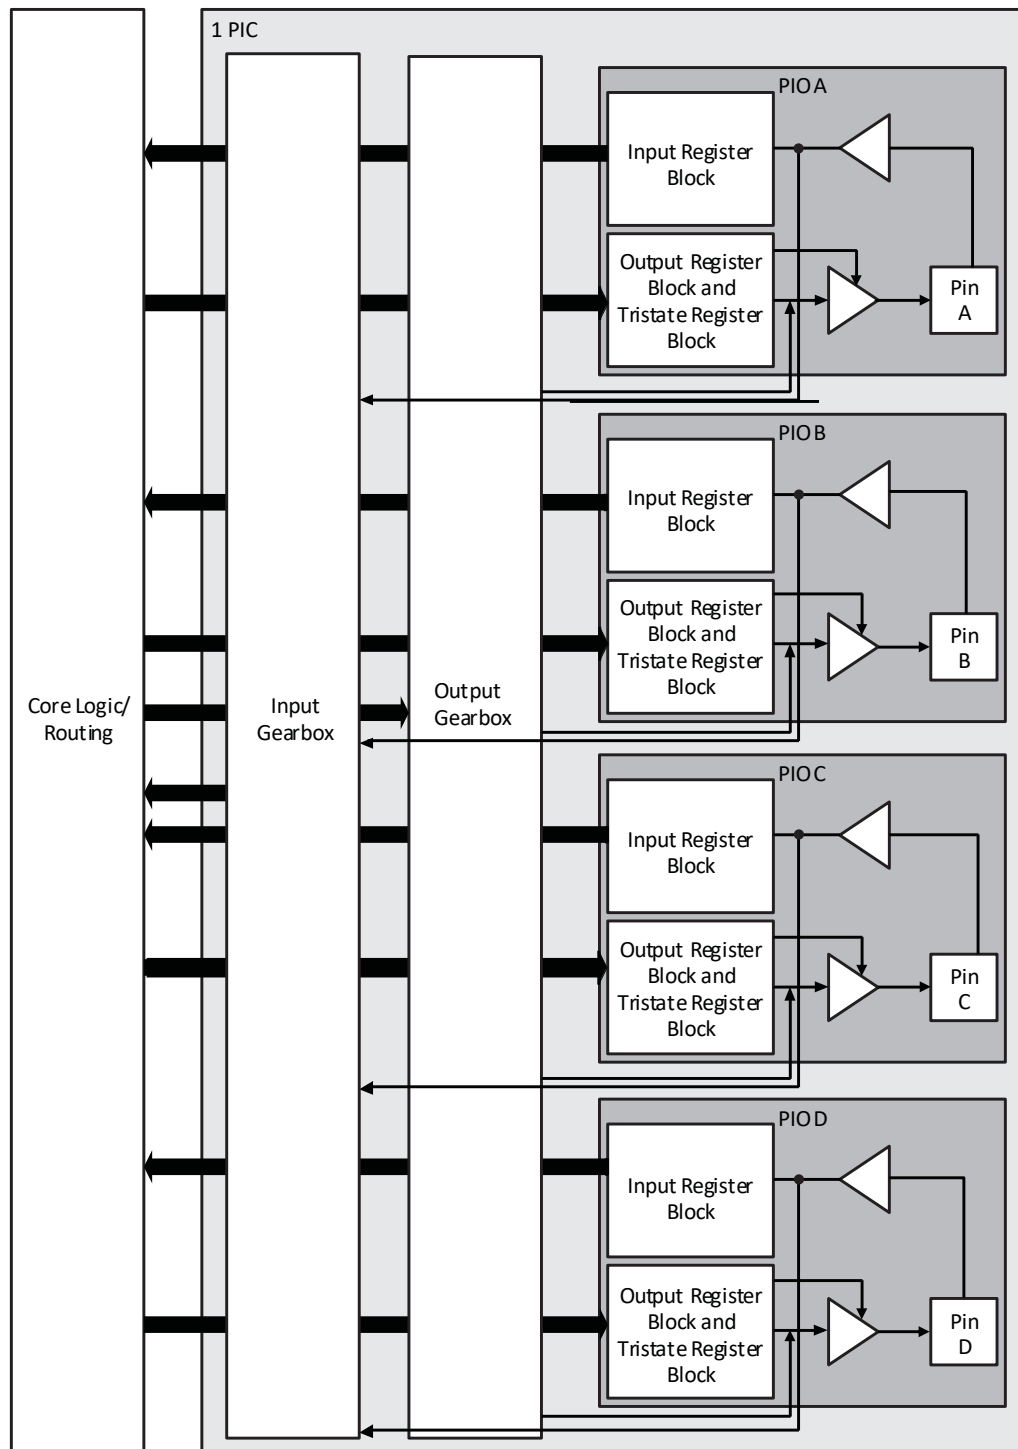 1 PIC
Core Logic/
Routing
Input
Gearbox
Output
Gearbox
PIO A
Input Register
Block
Output Register
Block and
Tristate Register
Block
Pin
A
PIO B
Input Register
Block
Output Register
Block and
Tristate Register
Block
Pin
B
PIO C
Input Register
Block
Output Register
Block and
Tristate Register
Block
Pin
C
PIO D
Input Register
Block
Output Register
Block and
Tristate Register
Block
Pin
D